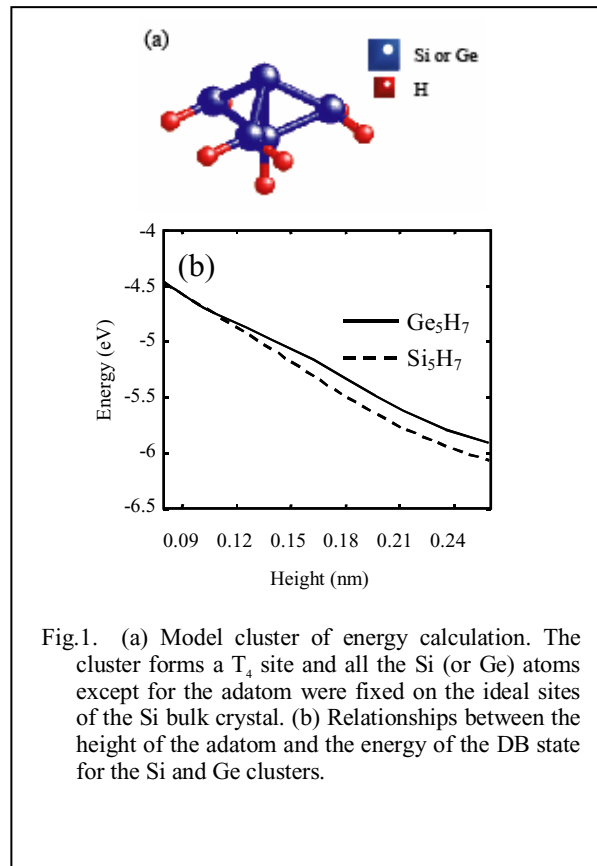 (a)
Si or Ge
H
(b)
-4
-4.5
-5
-5.5
-6
-6.5
Energy (eV)
Ge₅H₇
Si₅H₇
0.09 0.12 0.15 0.18 0.21 0.24
Height (nm)
Fig.1. (a) Model cluster of energy calculation. The
cluster forms a T₄ site and all the Si (or Ge) atoms
except for the adatom were fixed on the ideal sites
of the Si bulk crystal. (b) Relationships between the
height of the adatom and the energy of the DB state
for the Si and Ge clusters.